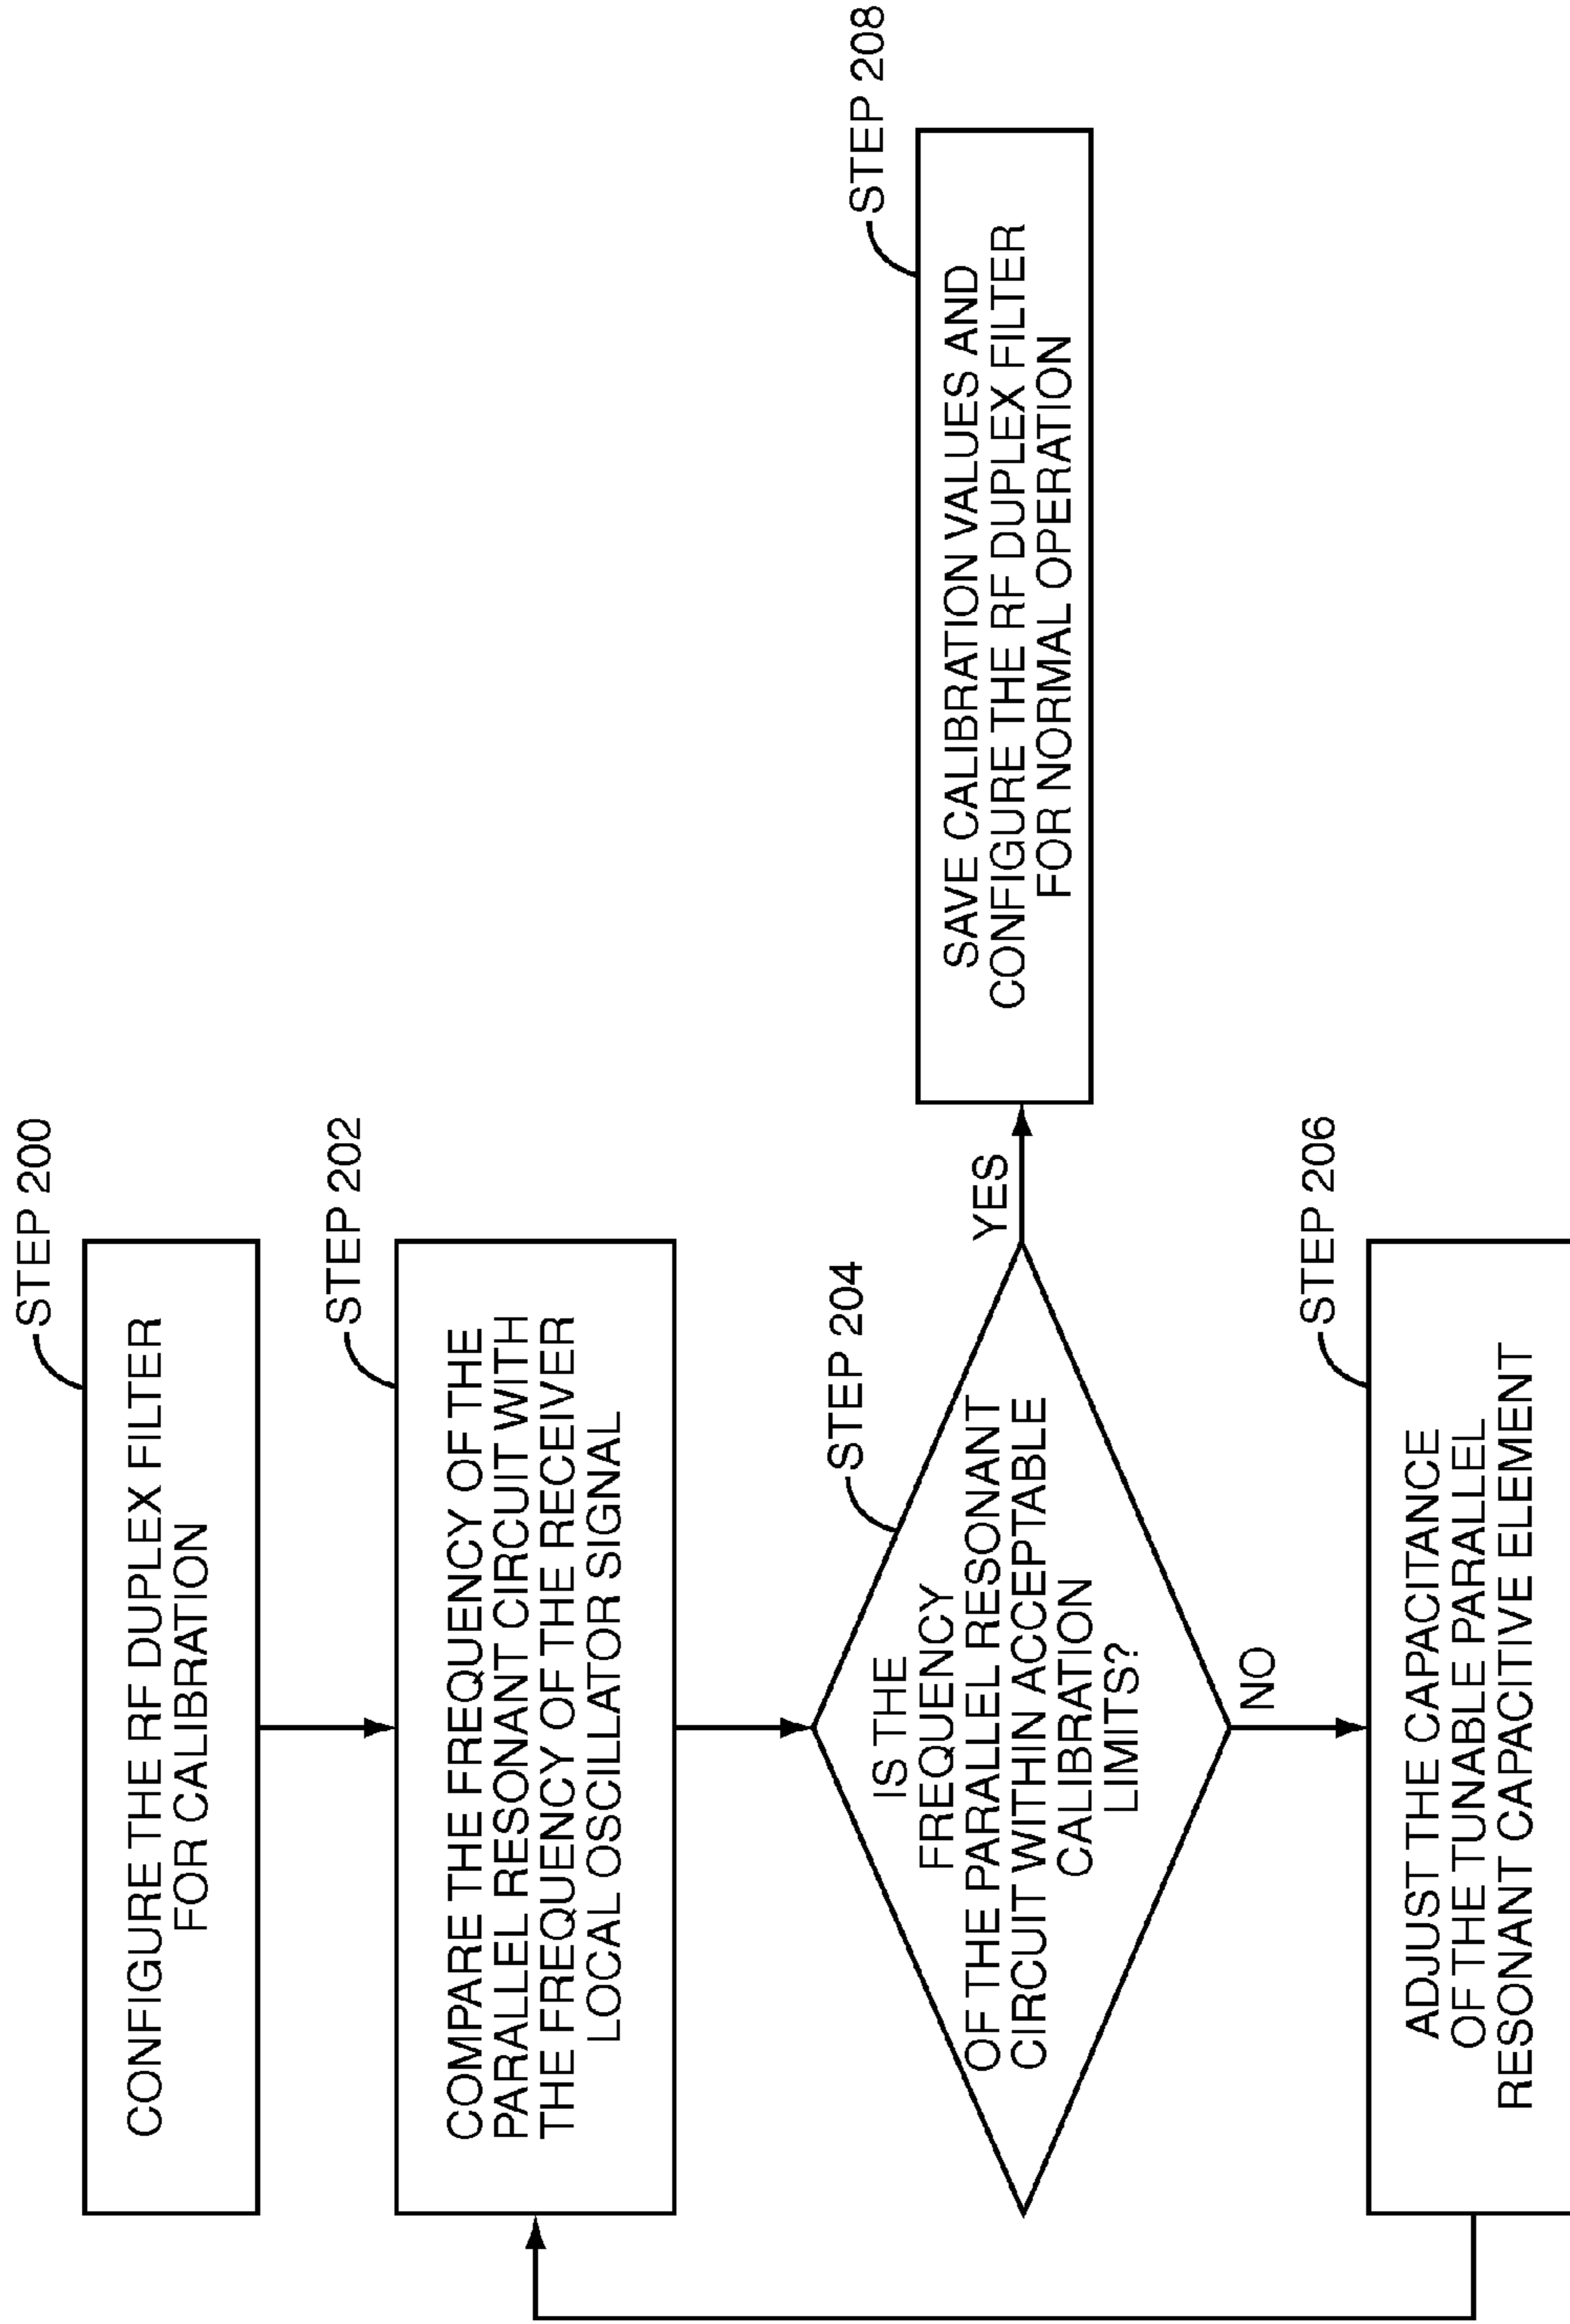 STEP 200
CONFIGURE THE RF DUPLEX FILTER
FOR CALIBRATION
STEP 202
COMPARE THE FREQUENCY OF THE
PARALLEL RESONANT CIRCUIT WITH
THE FREQUENCY OF THE RECEIVER
LOCAL OSCILLATOR SIGNAL
STEP 204
IS THE
FREQUENCY
OF THE PARALLEL RESONANT
CIRCUIT WITHIN ACCEPTABLE
CALIBRATION
LIMITS?
YES
STEP 208
SAVE CALIBRATION VALUES AND
CONFIGURE THE RF DUPLEX FILTER
FOR NORMAL OPERATION
NO
STEP 206
ADJUST THE CAPACITANCE
OF THE TUNABLE PARALLEL
RESONANT CAPACITIVE ELEMENT